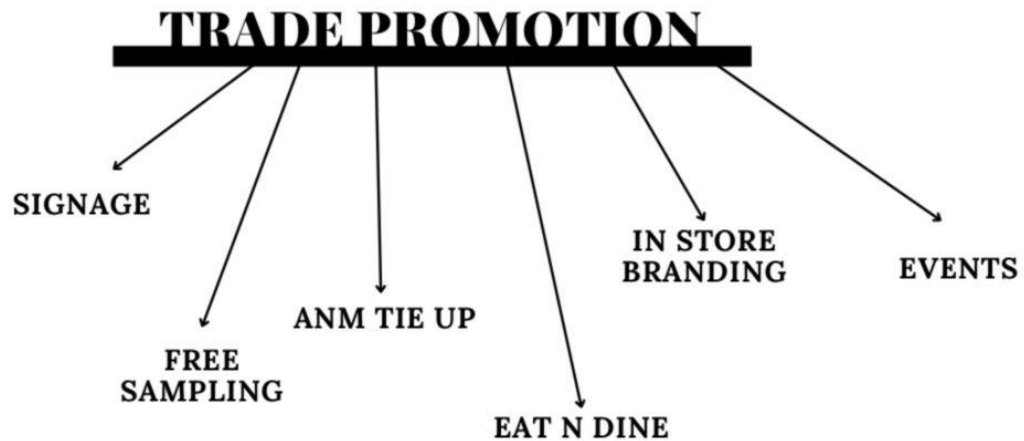 TRADE PROMOTION
SIGNAGE
FREE
SAMPLING
ANM TIE UP
EAT N DINE
IN STORE
BRANDING
EVENTS